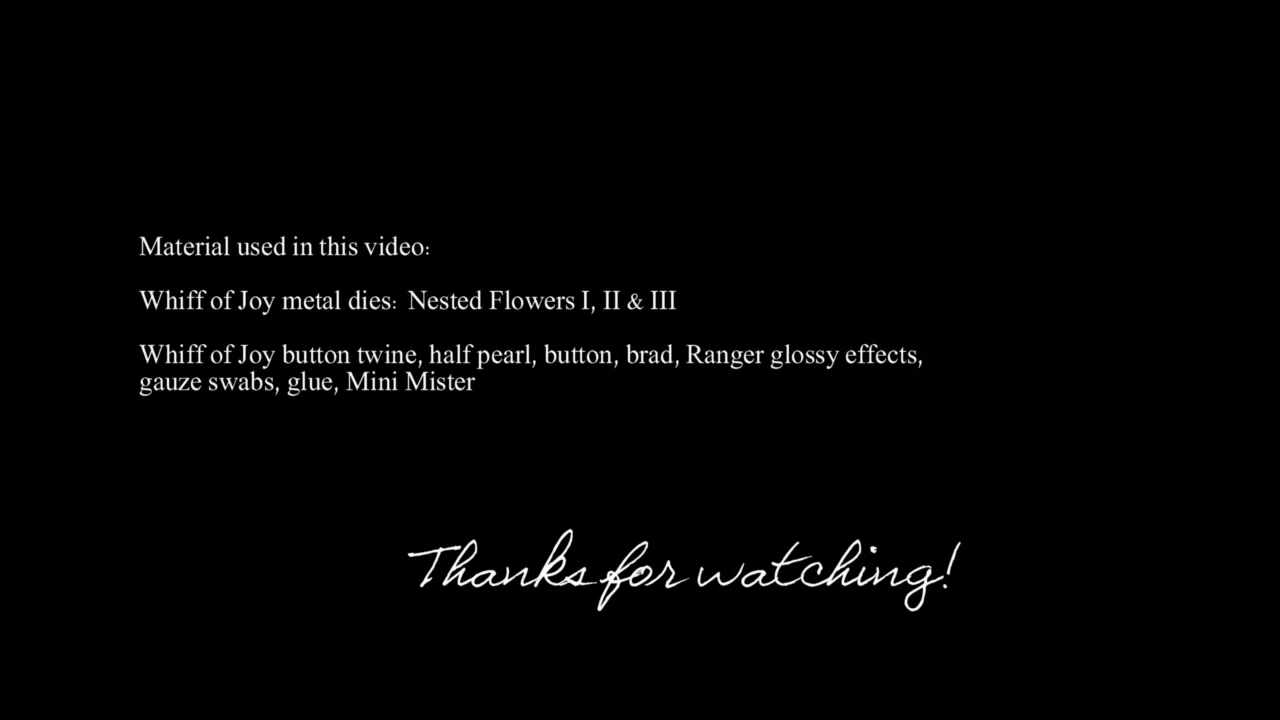 Material used in this video:
Whiff of Joy metal dies: Nested Flowers I, II & III
Whiff of Joy button twine, half pearl, button, brad, Ranger glossy effects,
gauze swabs, glue, Mini Mister
Thanks for watching!